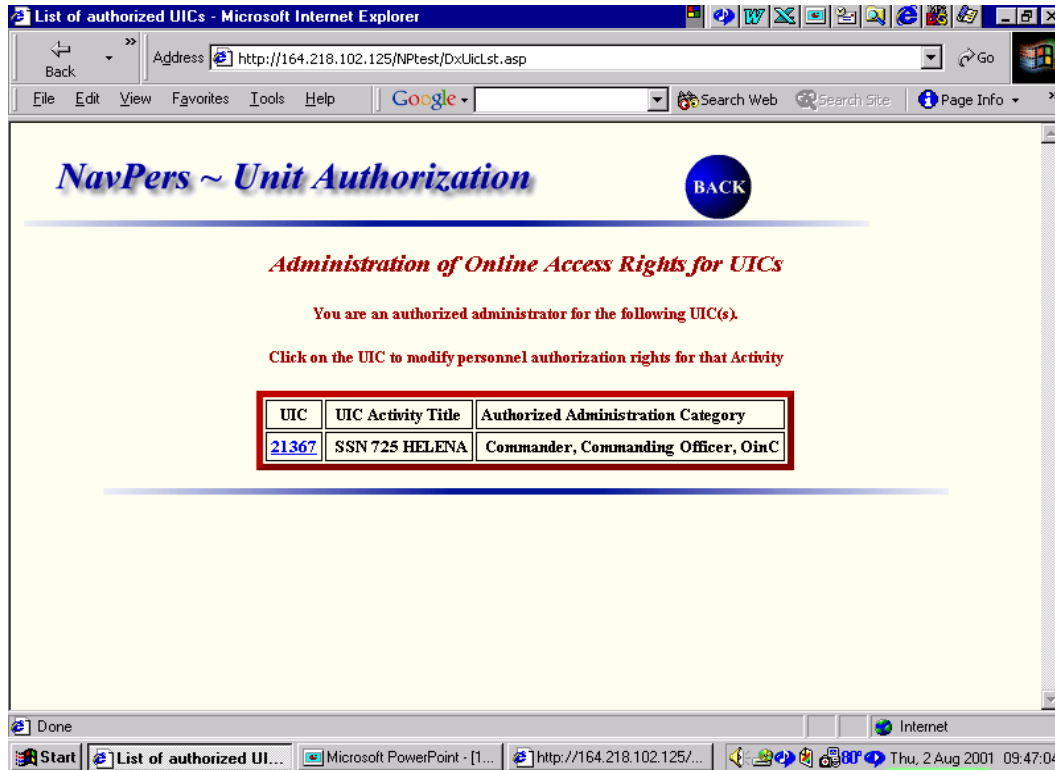 List of authorized UICs - Microsoft Internet Explorer
Back
»
Address http://164.218.102.125/NPtest/DxUicLst.asp
Go
File Edit View Favorites Tools Help Google Search Web Search Site Page Info »
NavPers ~ Unit Authorization
BACK
Administration of Online Access Rights for UICs
You are an authorized administrator for the following UIC(s).
Click on the UIC to modify personnel authorization rights for that Activity
UIC UIC Activity Title Authorized Administration Category
21367 SSN 725 HELENA Commander, Commanding Officer, OinC
Done Internet
Start List of authorized UI... Microsoft PowerPoint - [1... http://164.218.102.125/... 80° Thu, 2 Aug 2001 09:47:04